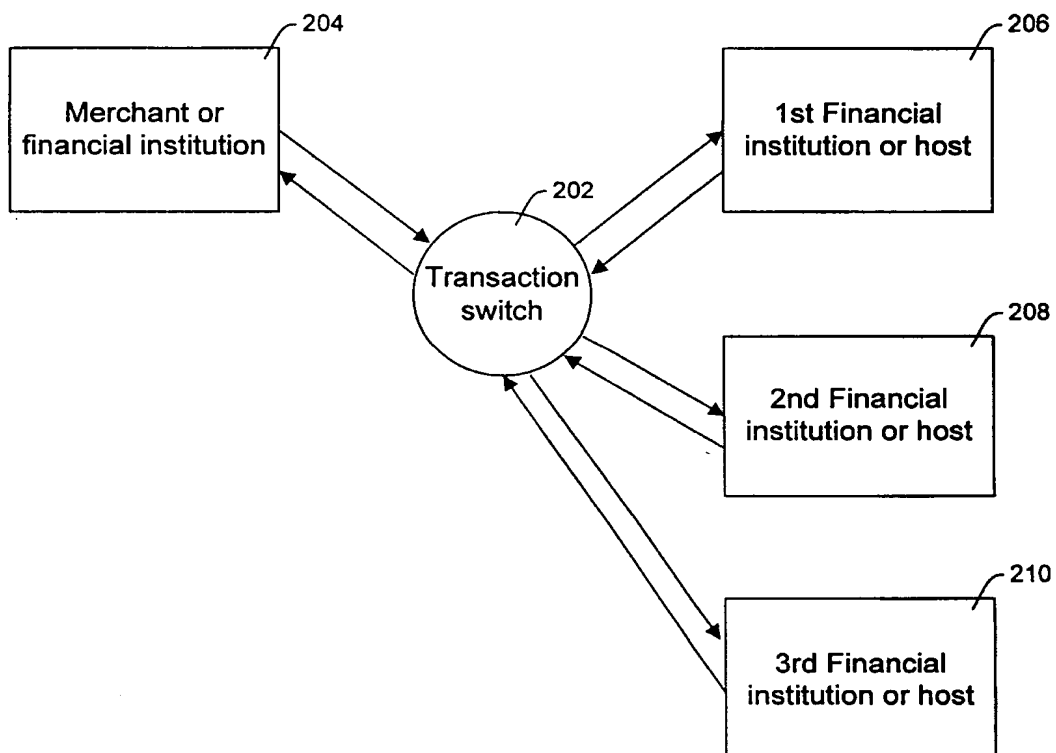 204
Merchant or
financial institution
206
1st Financial
institution or host
202
Transaction
switch
208
2nd Financial
institution or host
210
3rd Financial
institution or host